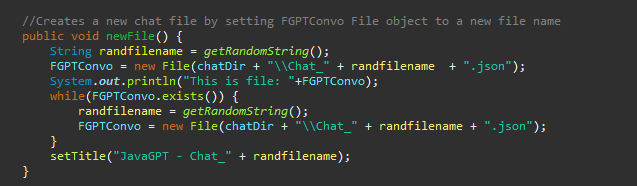 //Creates a new chat file by setting FGPTConvo File object to a new file name
public void newFile() {
    String randfilename = getRandomString();
    FGPTConvo = new File(chatDir + "\\Chat_" + randfilename  + ".json");
    System.out.println("This is file: "+FGPTConvo);
    while(FGPTConvo.exists()) {
        randfilename = getRandomString();
        FGPTConvo = new File(chatDir + "\\Chat_" + randfilename + ".json");
    }
    setTitle("JavaGPT - Chat_" + randfilename);
}